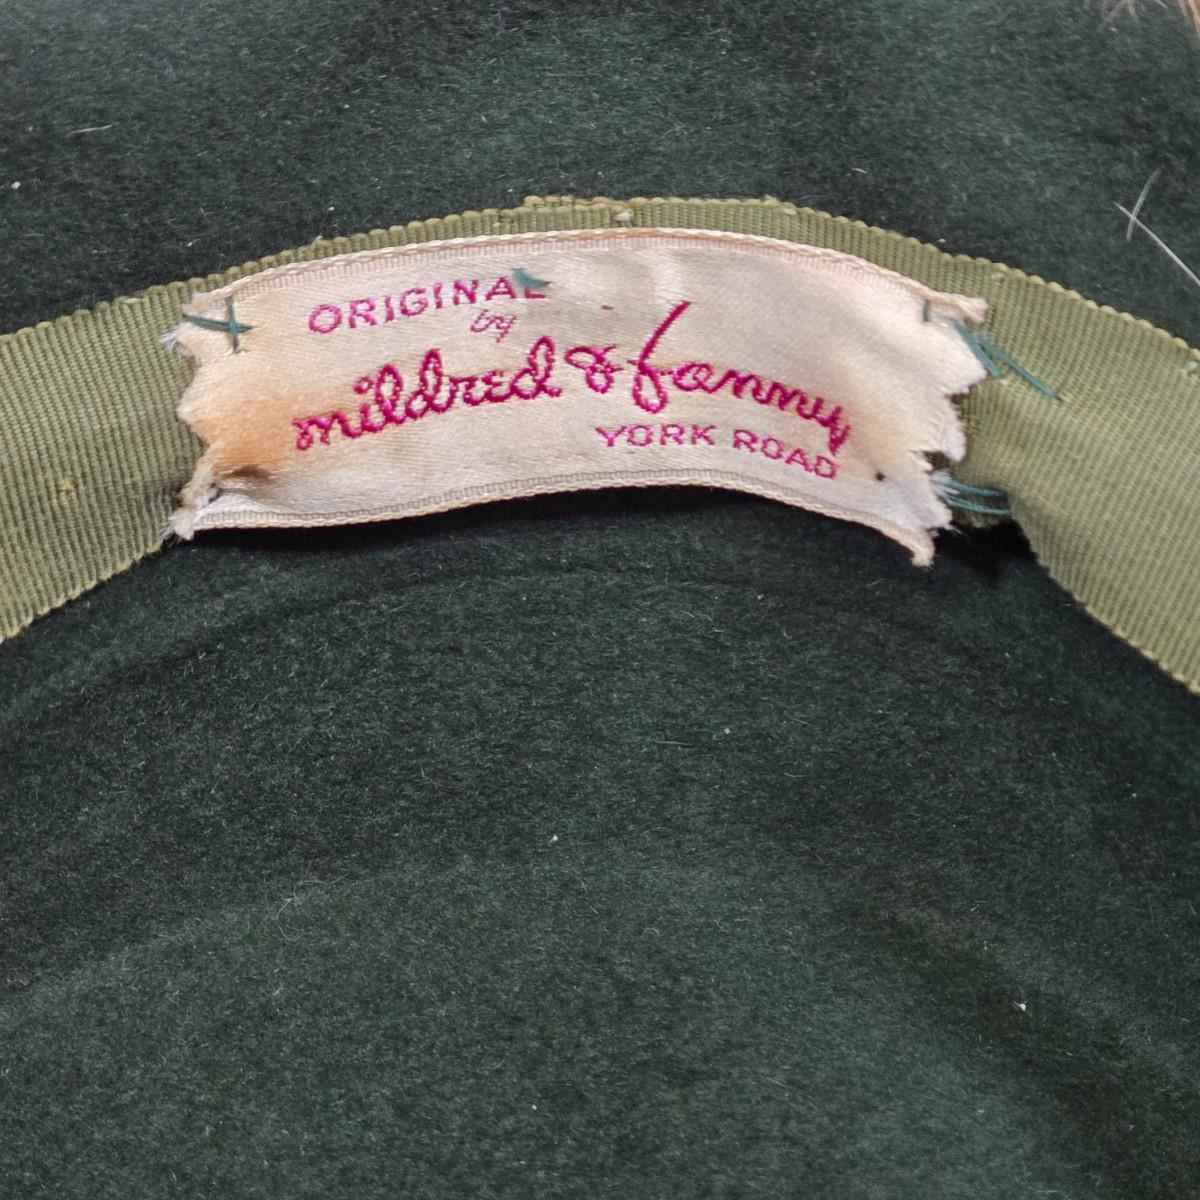 ORIGINAL
by
mildred & fanny
YORK ROAD